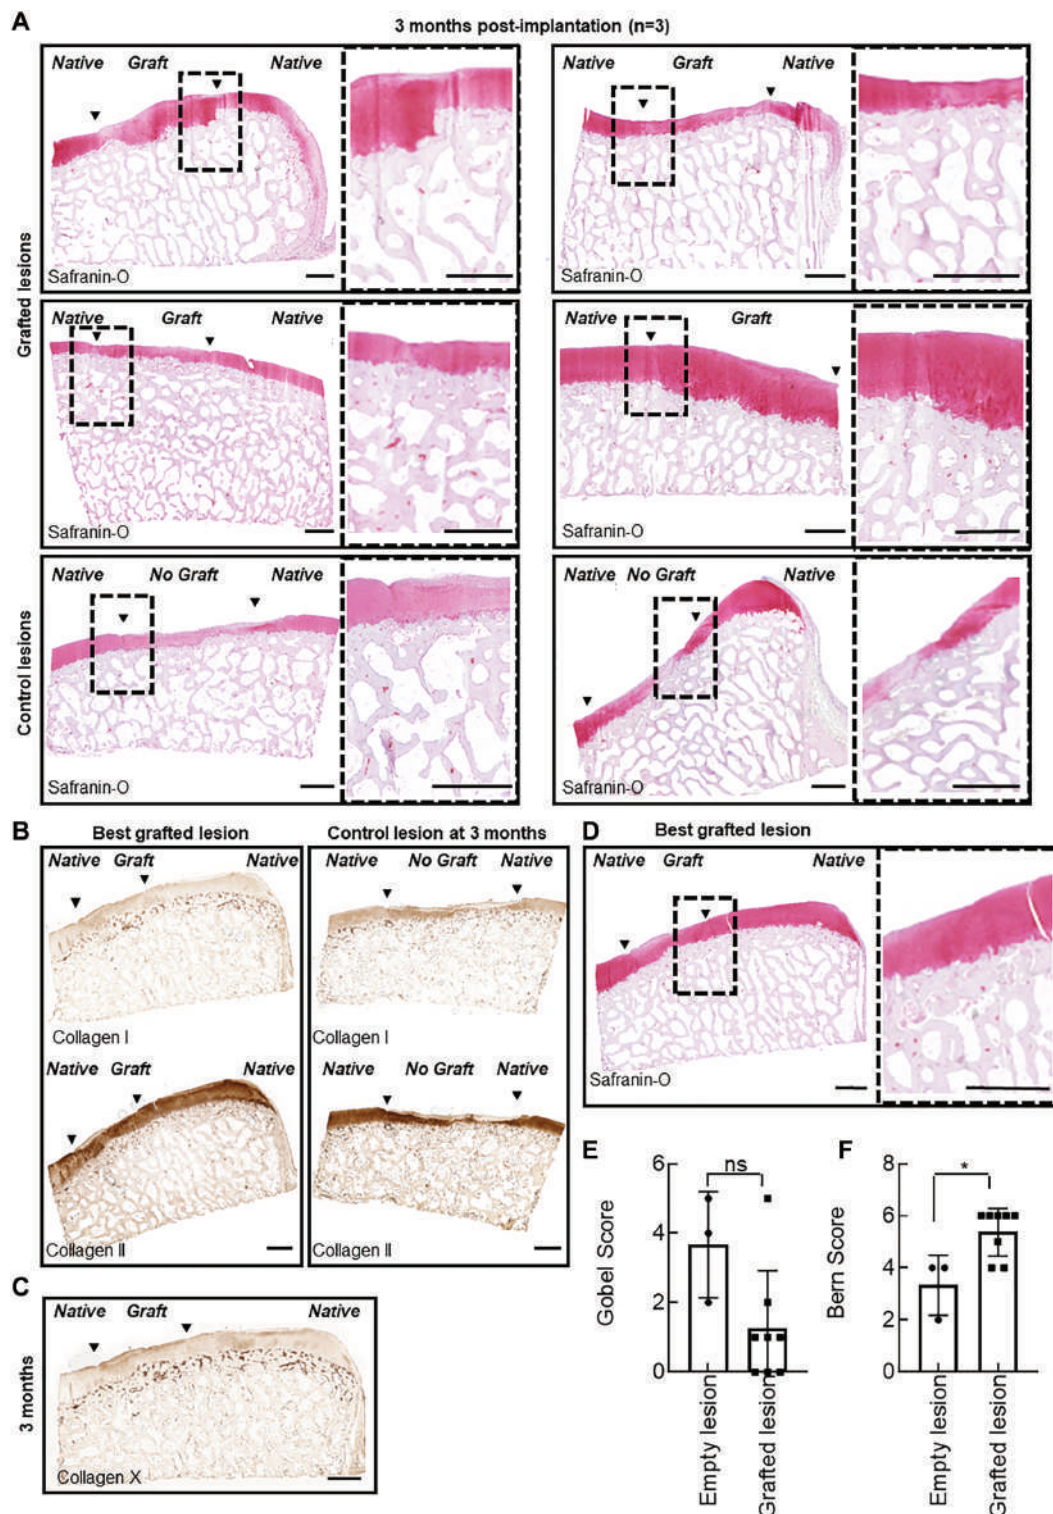 A
3 months post-implantation (n=3)
Grafted lesions
Native Graft Native
Safranin-O
Native Graft Native
Safranin-O
Native Graft Native
Safranin-O
Native Graft
Safranin-O
Control lesions
Native No Graft Native
Safranin-O
Native No Graft Native
Safranin-O
B
Best grafted lesion
Native Graft Native
Collagen I
Native Graft Native
Collagen II
Control lesion at 3 months
Native No Graft Native
Collagen I
Native No Graft Native
Collagen II
C
3 months
Native Graft Native
Collagen X
D
Best grafted lesion
Native Graft Native
Safranin-O
E
Gobel Score
6
4
2
0
ns
Empty lesion
Grafted lesion
F
Bern Score
8
6
4
2
0
*
Empty lesion
Grafted lesion